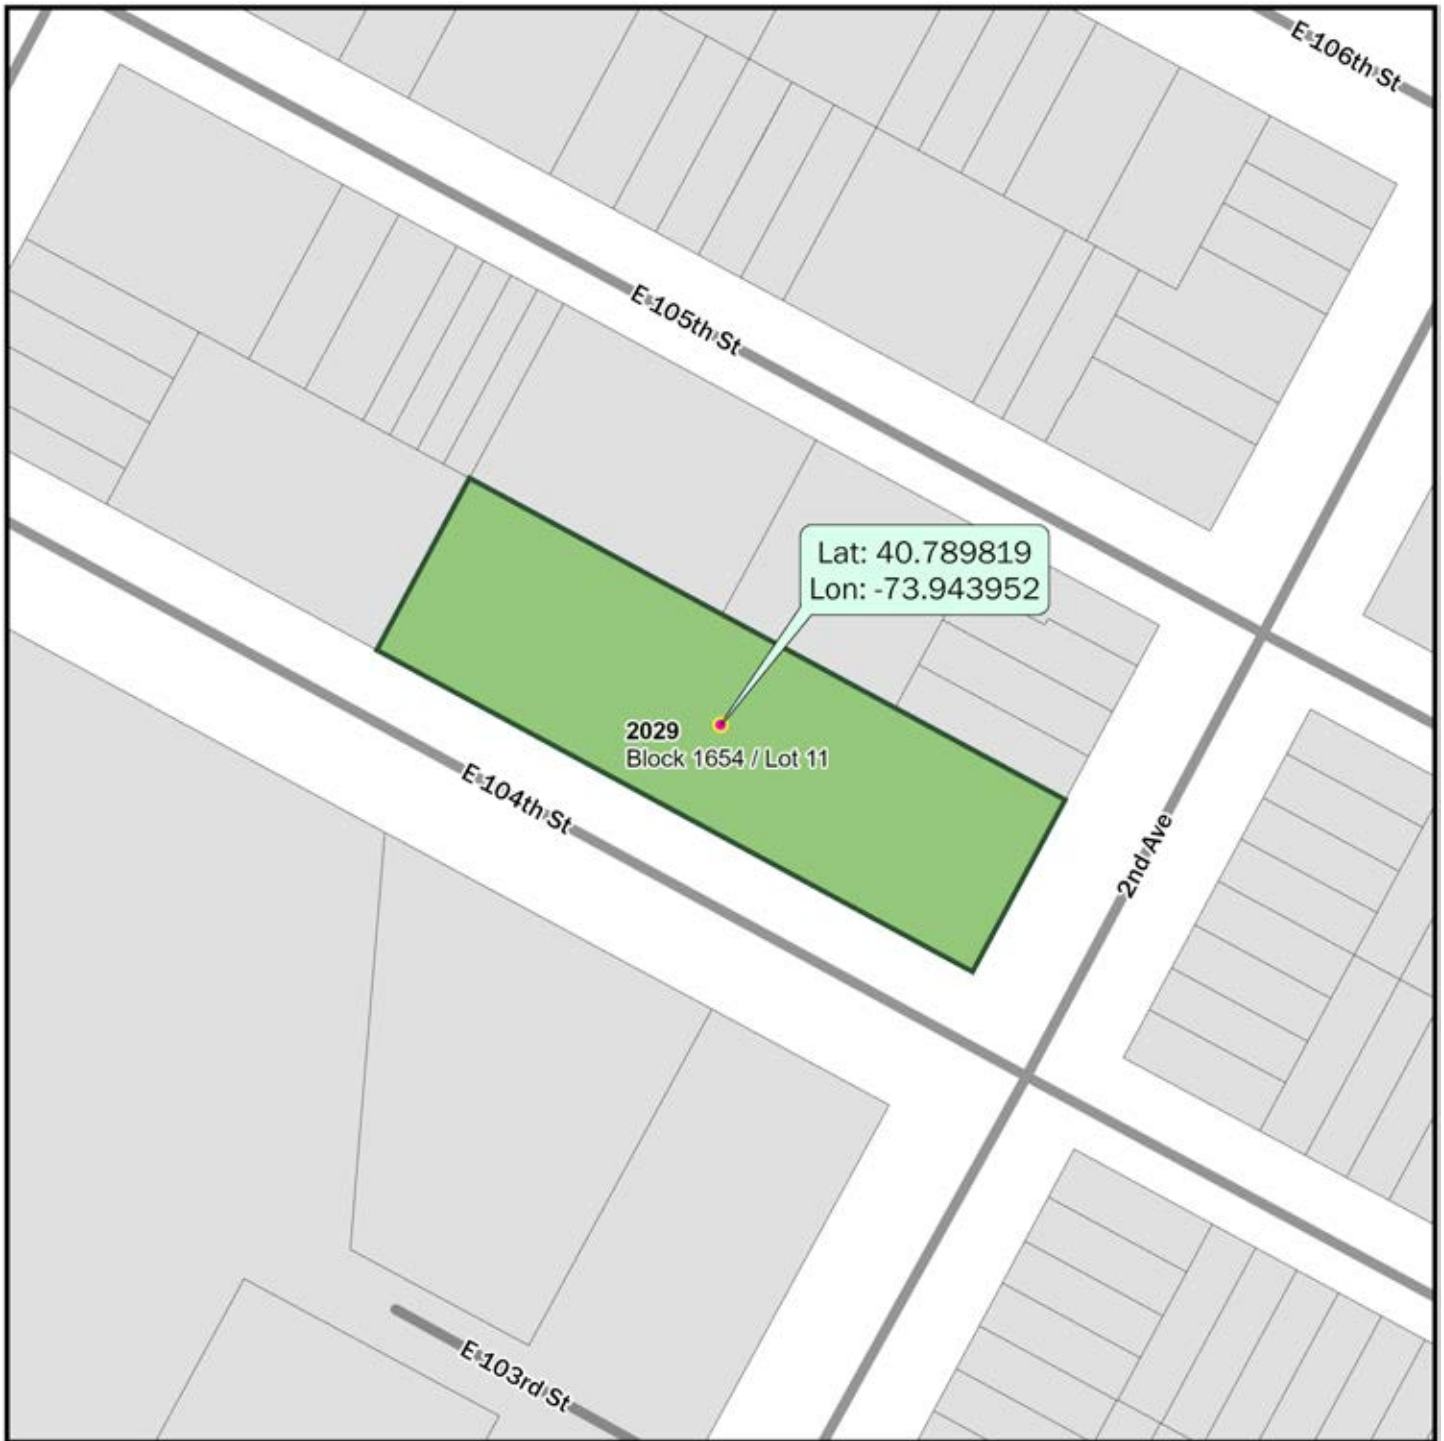 E 106th St
E 105th St
Lat: 40.789819
Lon: -73.943952
2029
Block 1654 / Lot 11
E 104th St
2nd Ave
E 103rd St